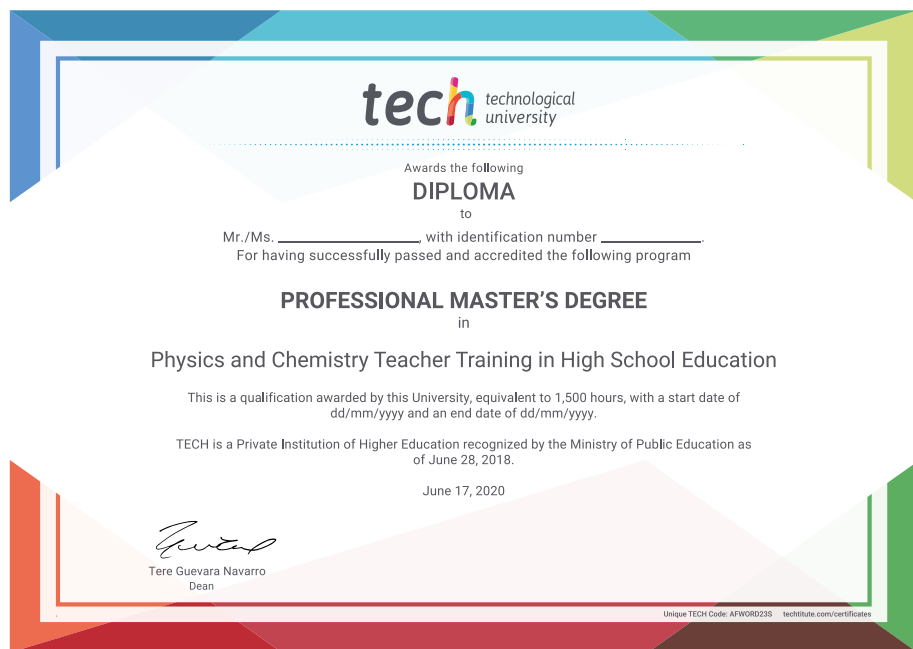 tech technological
university
Awards the following
DIPLOMA
to
Mr./Ms. ____________________, with identification number ______________.
For having successfully passed and accredited the following program
PROFESSIONAL MASTER’S DEGREE
in
Physics and Chemistry Teacher Training in High School Education
This is a qualification awarded by this University, equivalent to 1,500 hours, with a start date of
dd/mm/yyyy and an end date of dd/mm/yyyy.
TECH is a Private Institution of Higher Education recognized by the Ministry of Public Education as
of June 28, 2018.
June 17, 2020
Tere Guevara Navarro
Dean
Unique TECH Code: AFWORD23S techtitute.com/certificates